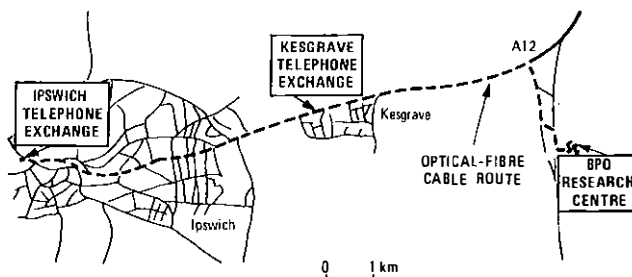 A12
KESGRAVE
TELEPHONE
EXCHANGE
IPSWICH
TELEPHONE
EXCHANGE
Kesgrave
OPTICAL-FIBRE
CABLE ROUTE
BPO
RESEARCH
CENTRE
Ipswich
0 1 km